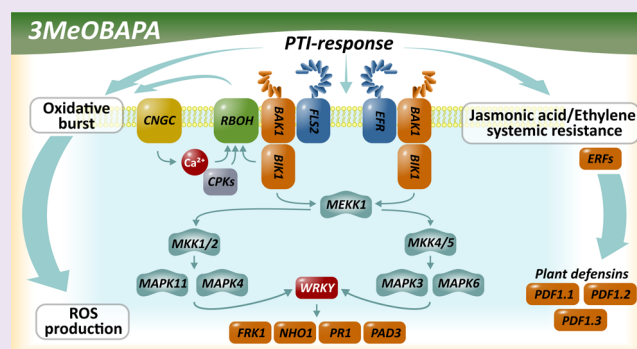 3MeOBAPA
PTI-response
Oxidative
burst
CNGC
RBOH
BAK1
FLS2
EFR
BAK1
Jasmonic acid/Ethylene
systemic resistance
Ca²⁺
CPKs
BIK1
BIK1
ERFs
MEKK1
MKK1/2
MKK4/5
MAPK11
MAPK4
WRKY
MAPK3
MAPK6
Plant defensins
PDF1.1
PDF1.2
PDF1.3
ROS
production
FRK1
NHO1
PR1
PAD3